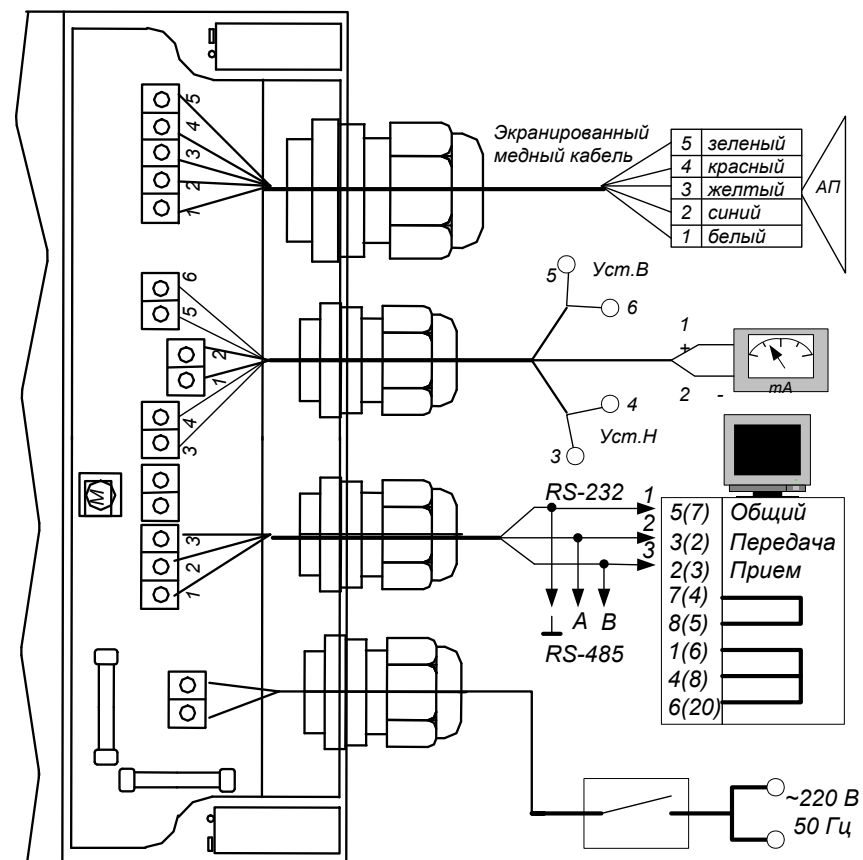 5
4
3
2
1
Экранированный
медный кабель
5 зеленый
4 красный
3 желтый
2 синий
1 белый
АП
6
5
2
1
4
3
5 Уст.В
6
1
+
2 -
mA
4
Уст.Н
3
М
3
2
1
RS-232
1
2
3
A B
RS-485
5(7) Общий
3(2) Передача
2(3) Прием
7(4)
8(5)
1(6)
4(8)
6(20)
~220 В
50 Гц